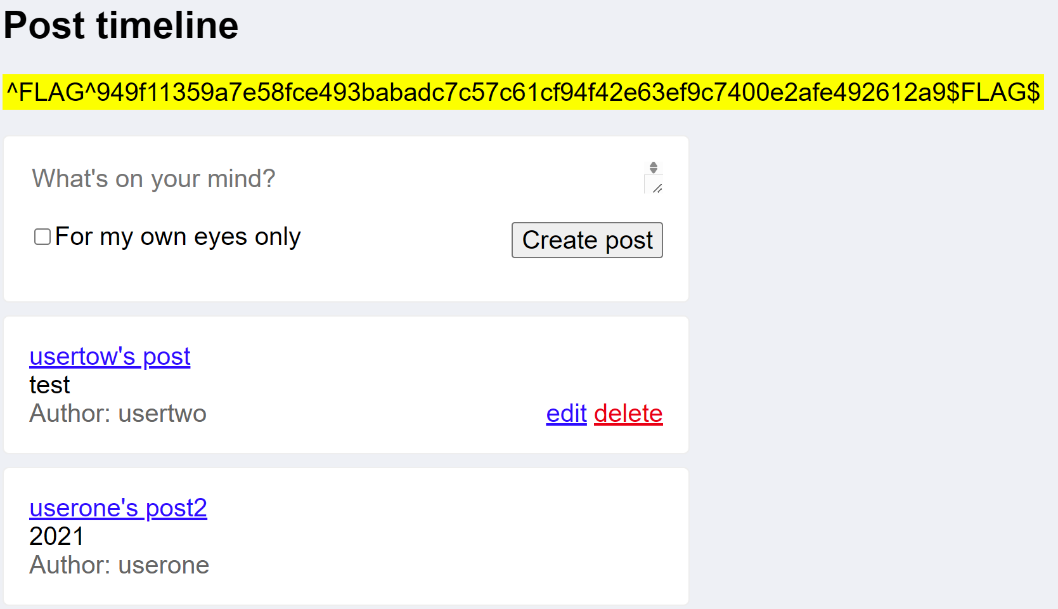 Post timeline
^FLAG^949f11359a7e58fce493babadc7c57c61cf94f42e63ef9c7400e2afe492612a9$FLAG$
What's on your mind?
For my own eyes only
Create post
usertow's post
test
Author: usertwo
edit delete
userone's post2
2021
Author: userone